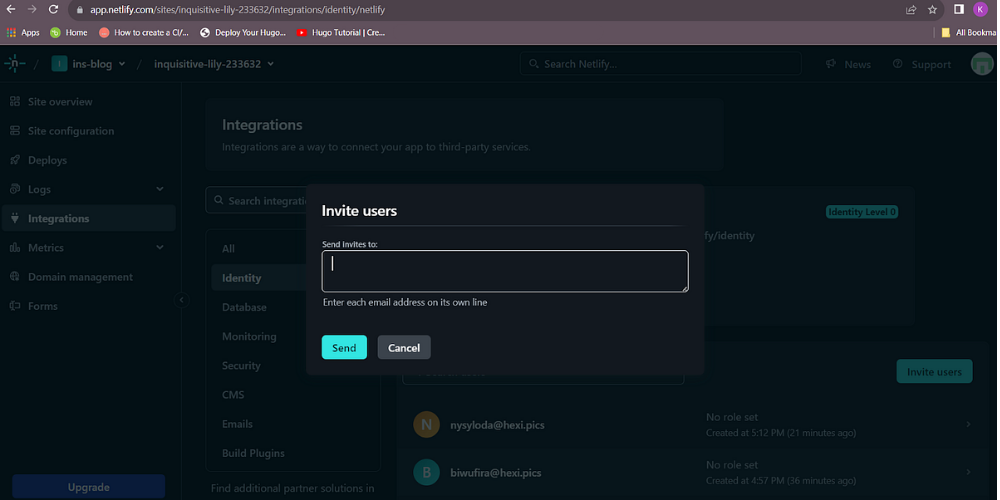 app.netlify.com/sites/inquisitive-lily-233632/integrations/identity/netlify
K
Apps
Home
How to create a CI/...
Deploy Your Hugo...
Hugo Tutorial | Cre...
All Bookma
I
ins-blog
/
inquisitive-lily-233632
Search Netlify...
News
Support
Site overview
Site configuration
Deploys
Logs
Integrations
Metrics
Domain management
Forms
Upgrade
Integrations
Integrations are a way to connect your app to third-party services.
Search integratio
All
Identity
Database
Monitoring
Security
CMS
Emails
Build Plugins
Find additional partner solutions in
Identity Level 0
fy/identity
Invite users
Send Invites to:
Enter each email address on its own line
Send
Cancel
Invite users
N
nysyloda@hexi.pics
No role set
Created at 5:12 PM (21 minutes ago)
B
biwufira@hexi.pics
No role set
Created at 4:57 PM (36 minutes ago)